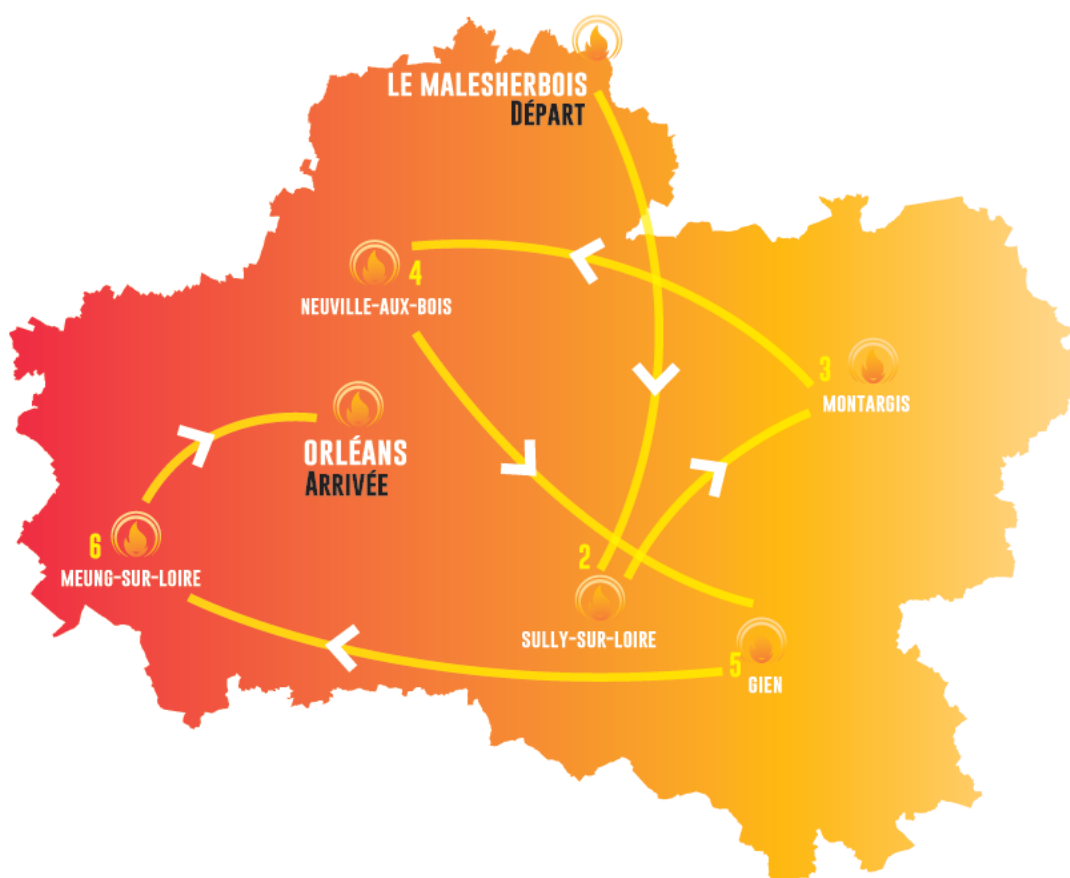 LE MALESHERBOIS
DÉPART
4
NEUVILLE-AUX-BOIS
3
MONTARGIS
ORLÉANS
ARRIVÉE
6
MEUNG-SUR-LOIRE
2
SULLY-SUR-LOIRE
5
GIEN